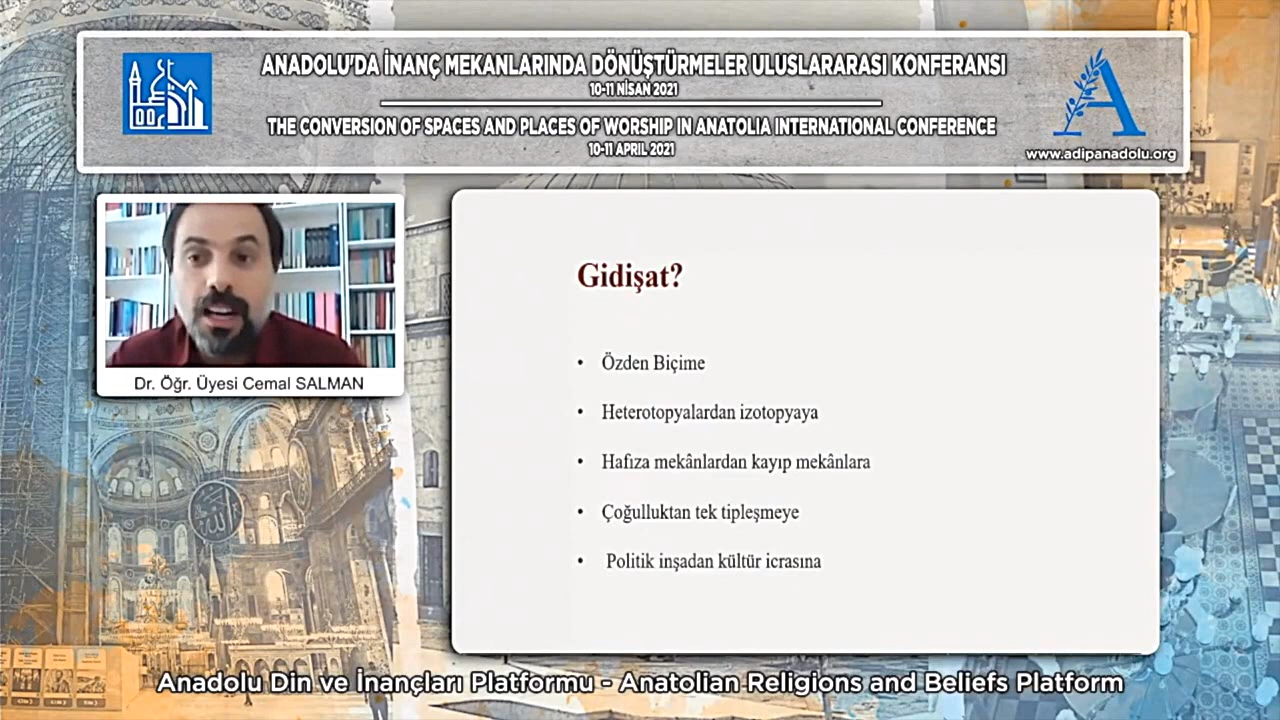 ANADOLU'DA İNANÇ MEKANLARINDA DÖNÜŞTÜRMELER ULUSLARARASI KONFERANSI
10-11 NİSAN 2021
THE CONVERSION OF SPACES AND PLACES OF WORSHIP IN ANATOLIA INTERNATIONAL CONFERENCE
10-11 APRIL 2021
www.adipanadolu.org
Dr. Öğr. Üyesi Cemal SALMAN
Gidişat?
• Özden Biçime
• Heterotopyalardan izotopyaya
• Hafıza mekânlardan kayıp mekânlara
• Çoğulluktan tek tipleşmeye
• Politik inşadan kültür icrasına
Anadolu Din ve İnançları Platformu - Anatolian Religions and Beliefs Platform